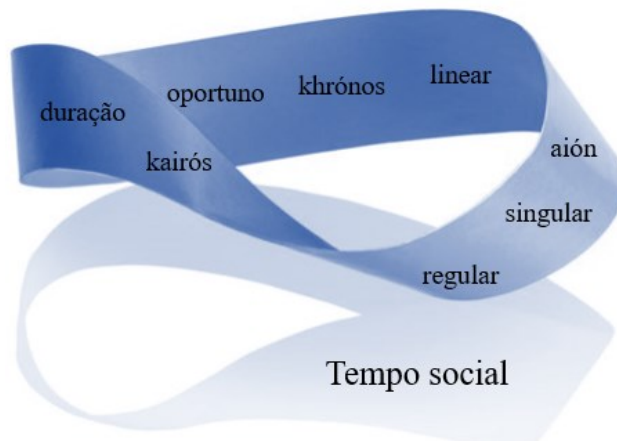 linear
khrónos
oportuno
duração
kairós
aión
singular
regular
Tempo social